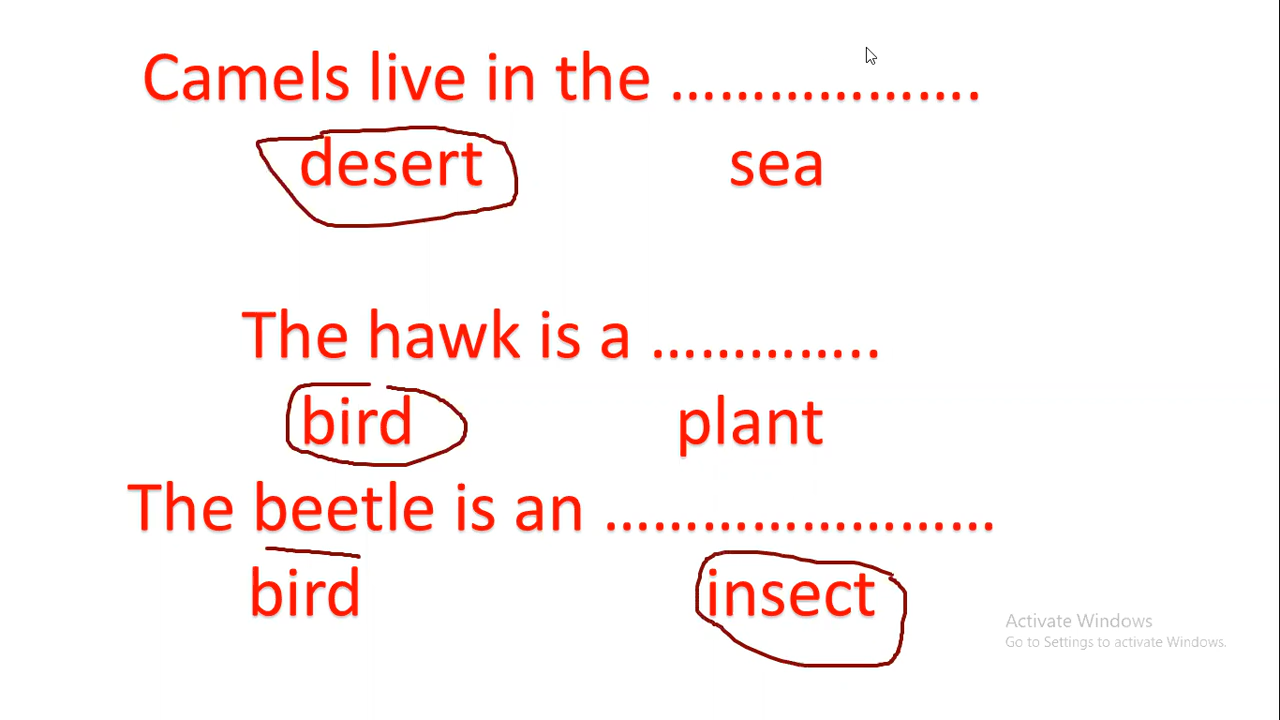 Camels live in the ……………….
desert sea
The hawk is a …………..
bird plant
The beetle is an ……………………
bird insect
Activate Windows
Go to Settings to activate Windows.